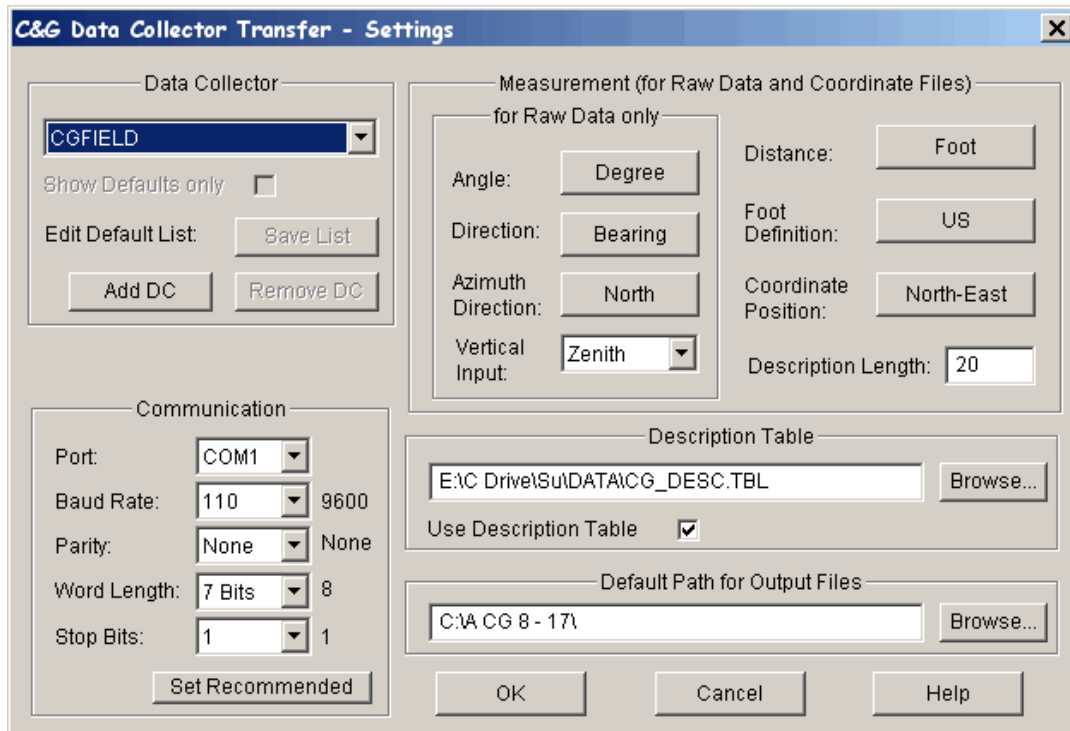 C&G Data Collector Transfer - Settings
Data Collector
CGFIELD
Show Defaults only
Edit Default List:
Save List
Add DC
Remove DC
Measurement (for Raw Data and Coordinate Files)
for Raw Data only
Angle:
Degree
Direction:
Bearing
Azimuth
Direction:
North
Vertical
Input:
Zenith
Distance:
Foot
Foot
Definition:
US
Coordinate
Position:
North-East
Description Length:
20
Communication
Port:
COM1
Baud Rate:
110
9600
Parity:
None
None
Word Length:
7 Bits
8
Stop Bits:
1
1
Set Recommended
Description Table
E:\C Drive\Su\DATA\CG_DESC.TBL
Browse...
Use Description Table
Default Path for Output Files
C:\A CG 8 - 17\
Browse...
OK
Cancel
Help